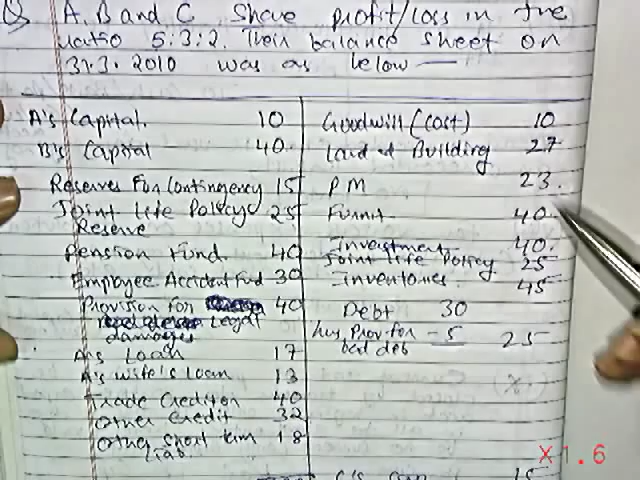 Q A, B and C Share Profit/loss in the
ratio 5:3:2. Their balance sheet on
31.3.2010 was as below —
A's Capital. 10 Goodwill (cost) 10
B's Capital 40. Land at Building 27
Reserves For Contingency 15 PM 23.
Joint Life Policy 25 Furnit 40.
Reserve
Pension Fund. 40 Investment 40.
Joint Life Policy 25
Employee Accident Fund 30 Inventories 45
Provision for 40 Debt 30
Legal
damages
less Prov for -5 25
bad deb
A's Loan 17
A's wife's loan 13
Trade Creditor 40
Other Credit 32
Other Short term 18
Liab
15
X1.6